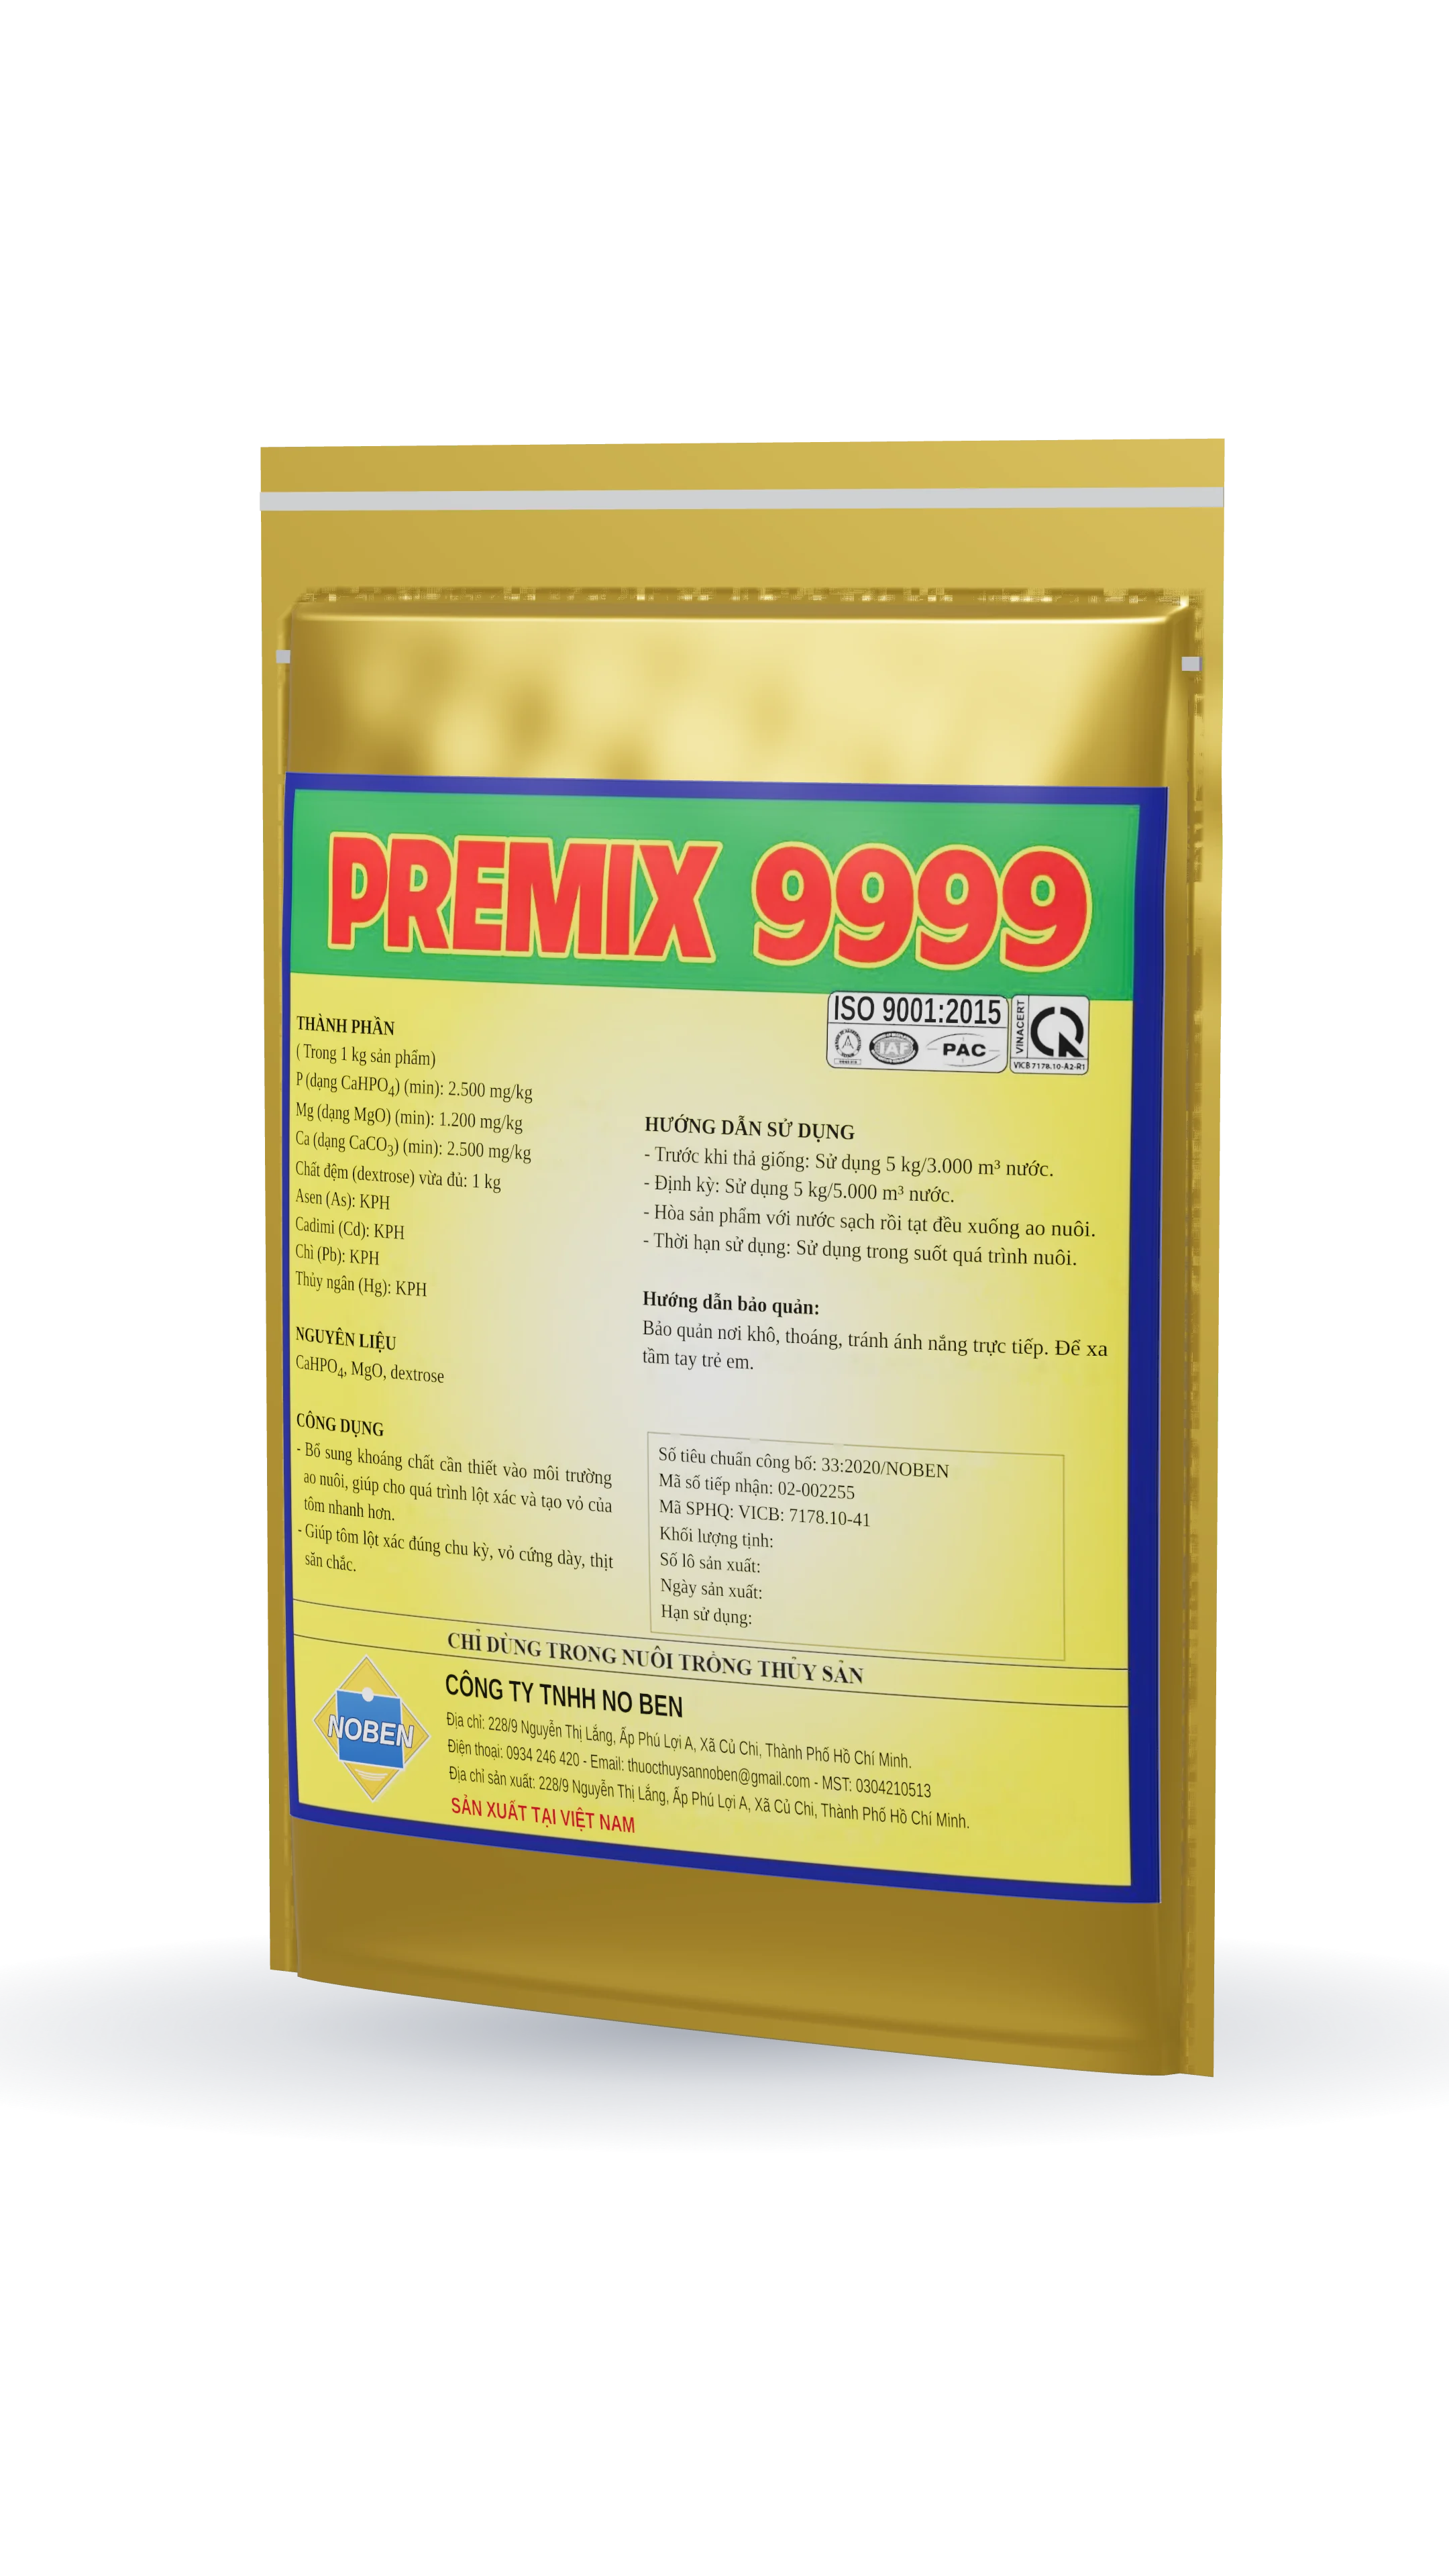 PREMIX 9999
ISO 9001:2015
IAF
PAC
VINACERT
VICB 7178.10-A2-R1
THÀNH PHẦN
( Trong 1 kg sản phẩm)
P (dạng CaHPO₄) (min): 2.500 mg/kg
Mg (dạng MgO) (min): 1.200 mg/kg
Ca (dạng CaCO₃) (min): 2.500 mg/kg
Chất đệm (dextrose) vừa đủ: 1 kg
Asen (As): KPH
Cadimi (Cd): KPH
Chì (Pb): KPH
Thủy ngân (Hg): KPH
NGUYÊN LIỆU
CaHPO₄, MgO, dextrose
CÔNG DỤNG
- Bổ sung khoáng chất cần thiết vào môi trường
ao nuôi, giúp cho quá trình lột xác và tạo vỏ của
tôm nhanh hơn.
- Giúp tôm lột xác đúng chu kỳ, vỏ cứng dày, thịt
săn chắc.
HƯỚNG DẪN SỬ DỤNG
- Trước khi thả giống: Sử dụng 5 kg/3.000 m³ nước.
- Định kỳ: Sử dụng 5 kg/5.000 m³ nước.
- Hòa sản phẩm với nước sạch rồi tạt đều xuống ao nuôi.
- Thời hạn sử dụng: Sử dụng trong suốt quá trình nuôi.
Hướng dẫn bảo quản:
Bảo quản nơi khô, thoáng, tránh ánh nắng trực tiếp. Để xa
tầm tay trẻ em.
Số tiêu chuẩn công bố: 33:2020/NOBEN
Mã số tiếp nhận: 02-002255
Mã SPHQ: VICB: 7178.10-41
Khối lượng tịnh:
Số lô sản xuất:
Ngày sản xuất:
Hạn sử dụng:
CHỈ DÙNG TRONG NUÔI TRỒNG THỦY SẢN
NOBEN
CÔNG TY TNHH NO BEN
Địa chỉ: 228/9 Nguyễn Thị Lắng, Ấp Phú Lợi A, Xã Củ Chi, Thành Phố Hồ Chí Minh.
Điện thoại: 0934 246 420 - Email: thuocthuysannoben@gmail.com - MST: 0304210513
Địa chỉ sản xuất: 228/9 Nguyễn Thị Lắng, Ấp Phú Lợi A, Xã Củ Chi, Thành Phố Hồ Chí Minh.
SẢN XUẤT TẠI VIỆT NAM